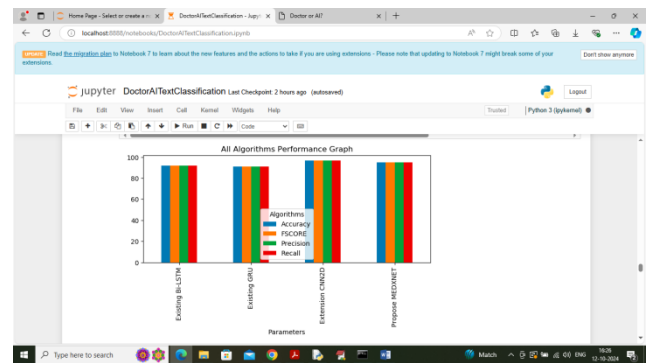 Home Page - Select or create a n
DoctorAITextClassification - Jupyt
Doctor or AI?
localhost:8888/notebooks/DoctorAITextClassification.ipynb
UPDATE Read the migration plan to Notebook 7 to learn about the new features and the actions to take if you are using extensions - Please note that updating to Notebook 7 might break some of your extensions.
Don't show anymore
jupyter DoctorAITextClassification Last Checkpoint: 2 hours ago (autosaved)
Logout
File Edit View Insert Cell Kernel Widgets Help
Trusted
Python 3 (ipykernel)
Run
Code
All Algorithms Performance Graph
100
80
60
40
20
0
Algorithms
Accuracy
FSCORE
Precision
Recall
Existing Bi-LSTM
Existing GRU
Extension CNN2D
Propose MEDXNET
Parameters
Type here to search
Match
ENG
16:26
12-10-2024